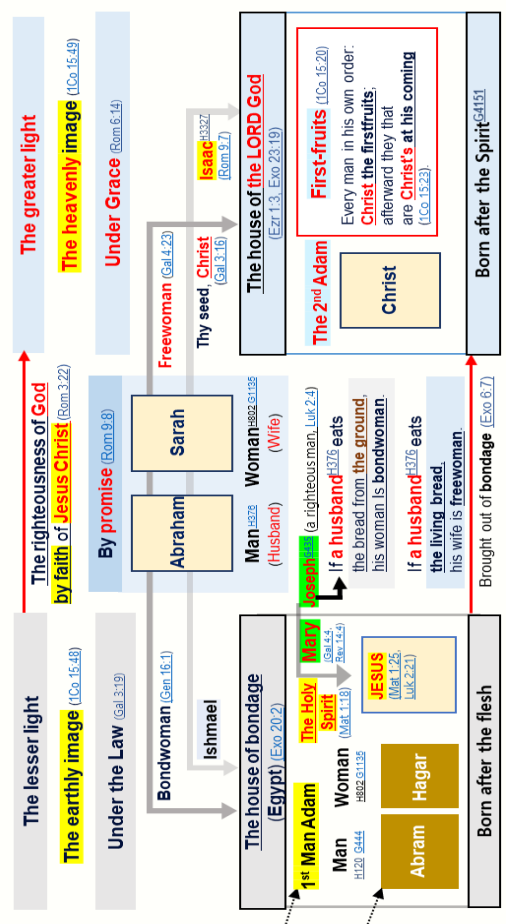 The lesser light
The earthly image (1Co 15:48)
Under the Law (Gal 3:19)
The righteousness of God
by faith of Jesus Christ (Rom 3:22)
By promise (Rom 9:8)
The greater light
The heavenly image (1Co 15:49)
Under Grace (Rom 6:14)
Bondwoman (Gen 16:1)
Ishmael
Abraham
Sarah
Man H376
(Husband)
Woman H802 G1135
(Wife)
Freewoman (Gal 4:23)
Thy seed, Christ
(Gal 3:16)
Isaac H3327
(Rom 9:7)
The house of bondage
(Egypt) (Exo 20:2)
1st Man Adam
Man
H120 G444
Woman
H802 G1135
Abram
Hagar
The Holy
Spirit
(Mat 1:18)
Mary
(Gal 4:4,
Rev 14:4)
JESUS
(Mat 1:25,
Luk 2:21)
Born after the flesh
Joseph G435 (a righteous man, Luk 2:4)
If a husband H376 eats
the bread from the ground,
his woman Is bondwoman.
If a husband H376 eats
the living bread,
his wife is freewoman.
Brought out of bondage (Exo 6:7)
The house of the LORD God
(Ezr 1:3, Exo 23:19)
The 2nd Adam
Christ
First-fruits (1Co 15:20)
Every man in his own order:
Christ the firstfruits;
afterward they that
are Christ's at his coming
(1Co 15:23).
Born after the Spirit G4151